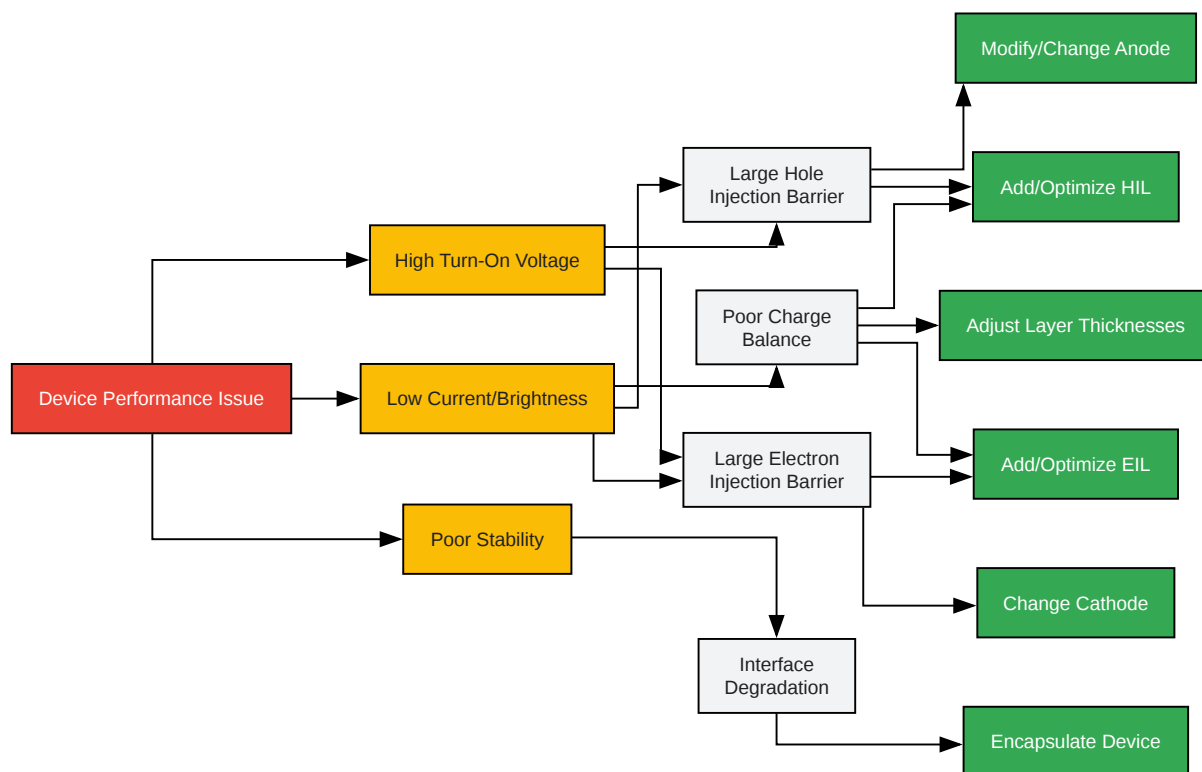 Modify/Change Anode
Large Hole
Injection Barrier
Add/Optimize HIL
High Turn-On Voltage
Poor Charge
Balance
Adjust Layer Thicknesses
Device Performance Issue
Low Current/Brightness
Large Electron
Injection Barrier
Add/Optimize EIL
Poor Stability
Change Cathode
Interface
Degradation
Encapsulate Device